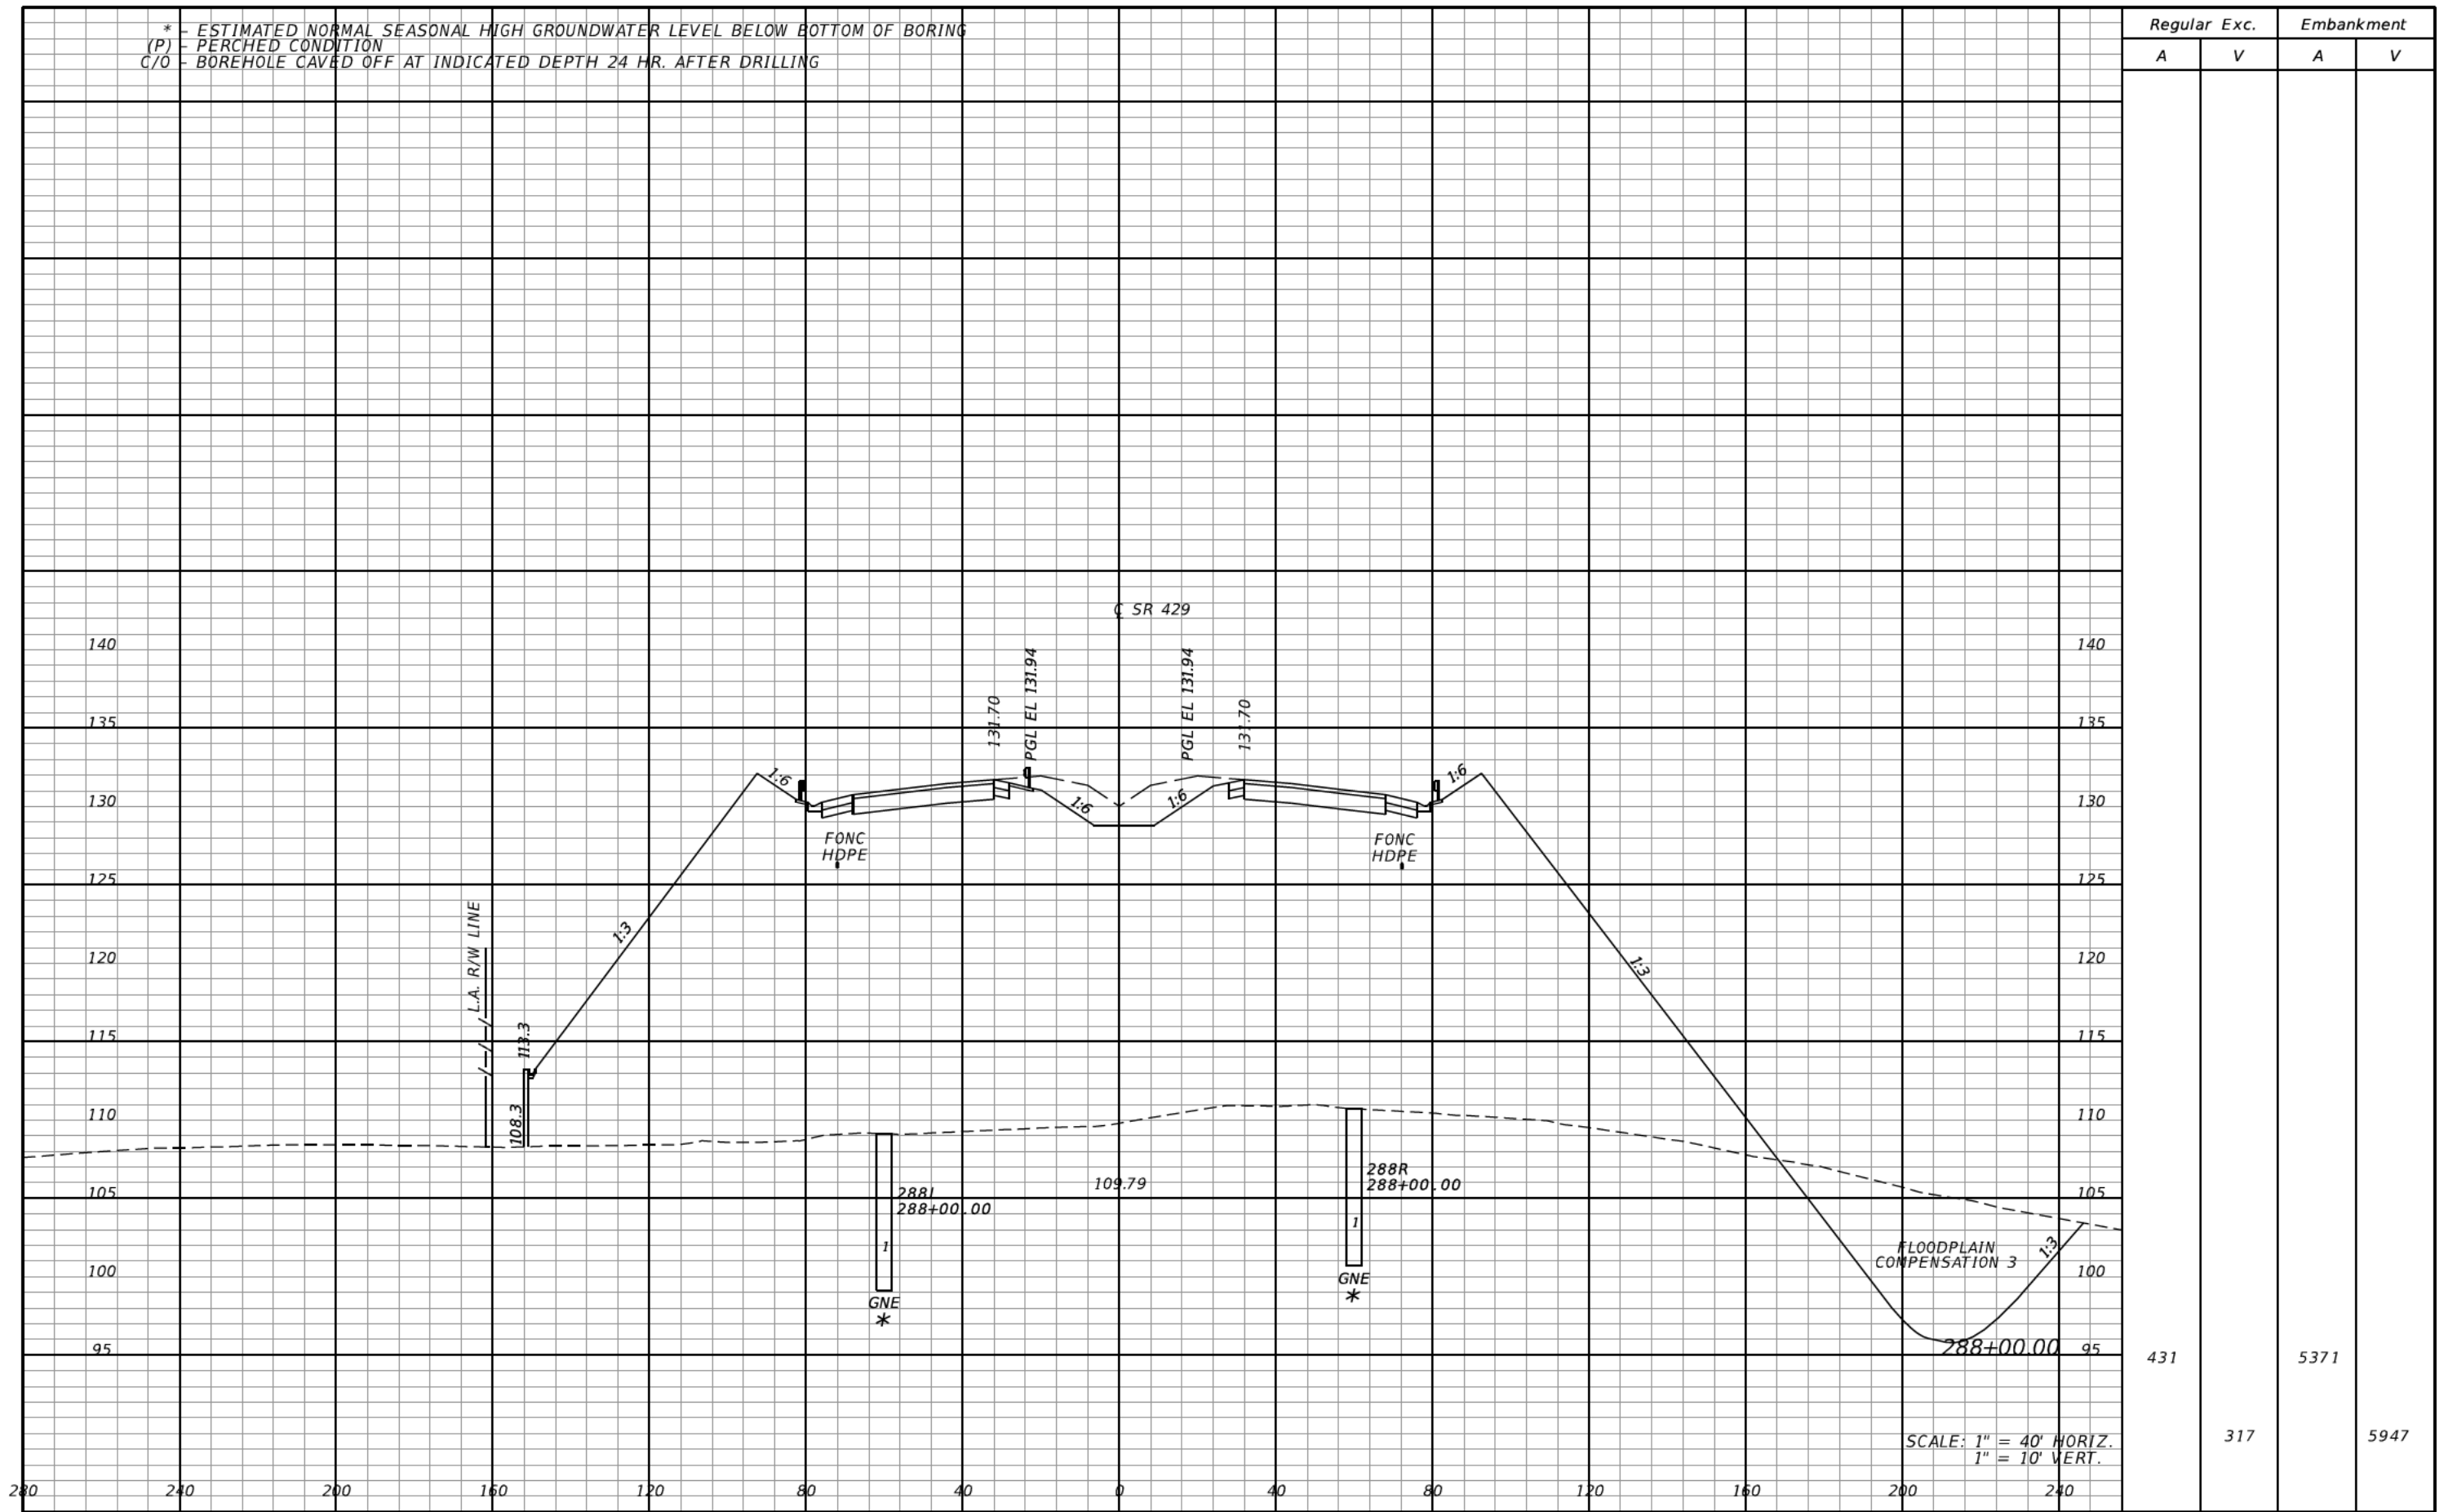 * - ESTIMATED NORMAL SEASONAL HIGH GROUNDWATER LEVEL BELOW BOTTOM OF BORING
(P) - PERCHED CONDITION
C/O - BOREHOLE CAVED OFF AT INDICATED DEPTH 24 HR. AFTER DRILLING
Regular Exc. Embankment
A V A V
℄ SR 429
140 140
135 135
130 130
125 125
120 120
115 115
110 110
105 105
100 100
95 95
131.70
PGL EL 131.94
PGL EL 131.94
131.70
1:6
1:6
1:6
1:6
FONC
HDPE
FONC
HDPE
1:3
1:3
L.A. R/W LINE
113.3
108.3
288L
288+00.00
1
GNE
*
109.79
288R
288+00.00
1
GNE
*
FLOODPLAIN
COMPENSATION 3
1:3
288+00.00
431 5371
317 5947
SCALE: 1" = 40' HORIZ.
1" = 10' VERT.
280 240 200 160 120 80 40 0 40 80 120 160 200 240